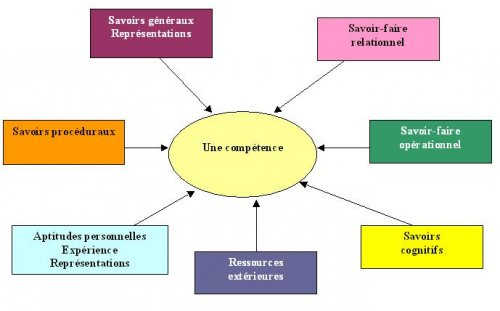 Savoirs généraux
Représentations
Savoir-faire
relationnel
Savoirs procéduraux
Une compétence
Savoir-faire
opérationnel
Aptitudes personnelles
Expérience
Représentations
Ressources
extérieures
Savoirs
cognitifs